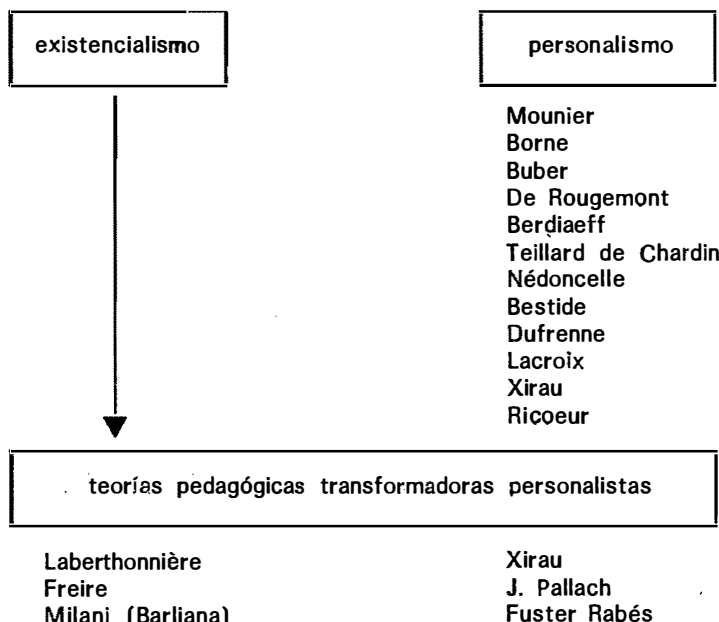 existencialismo
personalismo
Mounier
Borne
Buber
De Rougemont
Berdiaeff
Teillard de Chardin
Nédoncelle
Bestide
Dufrenne
Lacroix
Xirau
Riçoeur
teorías pedagógicas transformadoras personalistas
Laberthonnière
Freire
Milani (Barliana)
Xirau
J. Pallach
Fuster Rabés